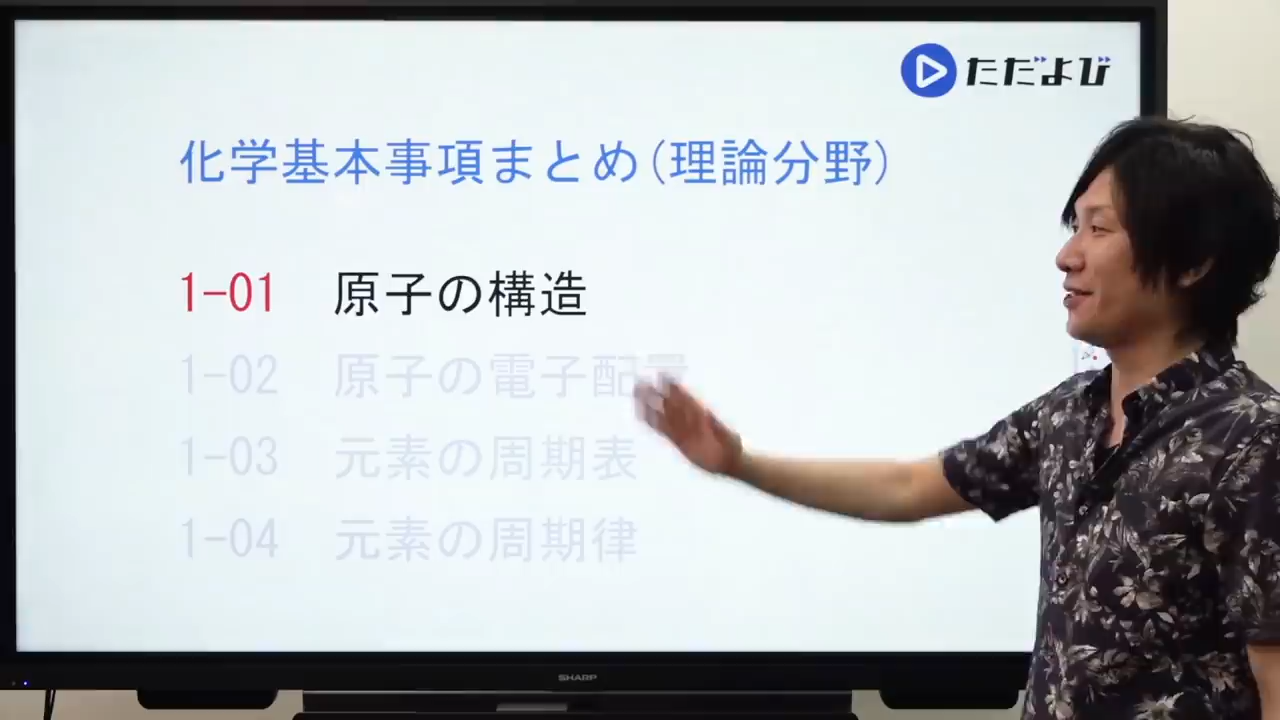 ただよび
化学基本事項まとめ(理論分野)
1-01 原子の構造
1-02 原子の電子配置
1-03 元素の周期表
1-04 元素の周期律
SHARP